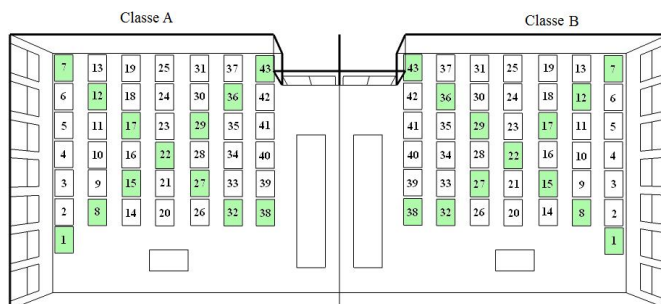 Classe A Classe B
7 13 19 25 31 37 43 43 37 31 25 19 13 7
6 12 18 24 30 36 42 42 36 30 24 18 12 6
5 11 17 23 29 35 41 41 35 29 23 17 11 5
4 10 16 22 28 34 40 40 34 28 22 16 10 4
3 9 15 21 27 33 39 39 33 27 21 15 9 3
2 8 14 20 26 32 38 38 32 26 20 14 8 2
1 1